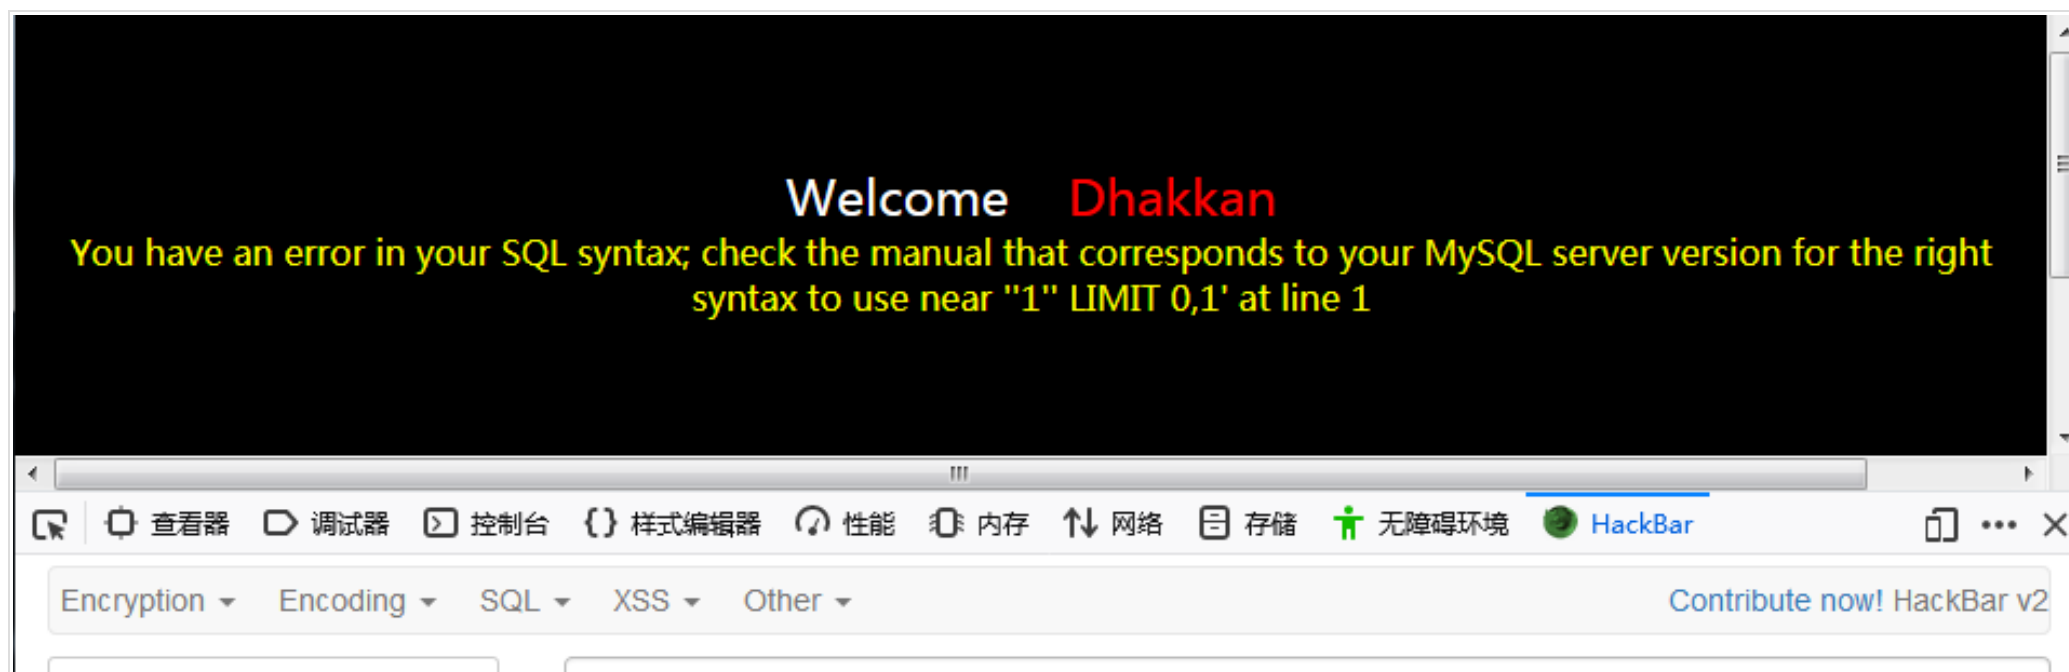 Welcome Dhakkan
You have an error in your SQL syntax; check the manual that corresponds to your MySQL server version for the right
syntax to use near ''1'' LIMIT 0,1' at line 1
查看器 调试器 控制台 样式编辑器 性能 内存 网络 存储 无障碍环境 HackBar
Encryption Encoding SQL XSS Other Contribute now! HackBar v2